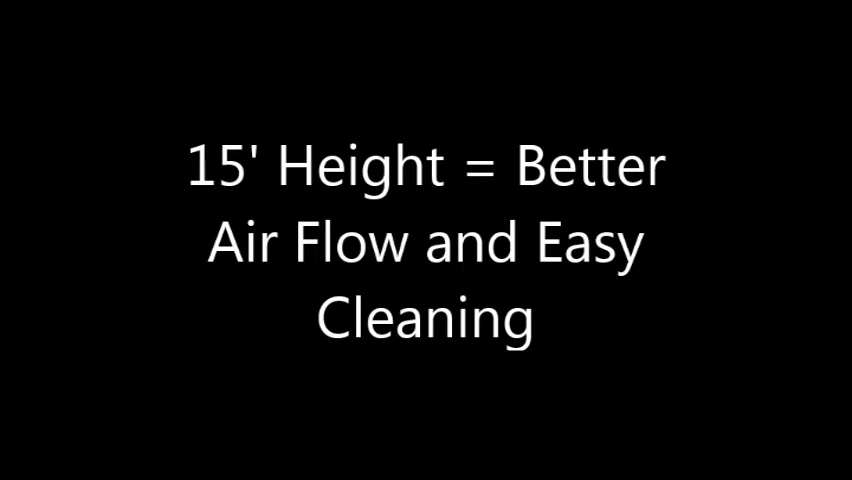 15' Height = Better
Air Flow and Easy
Cleaning